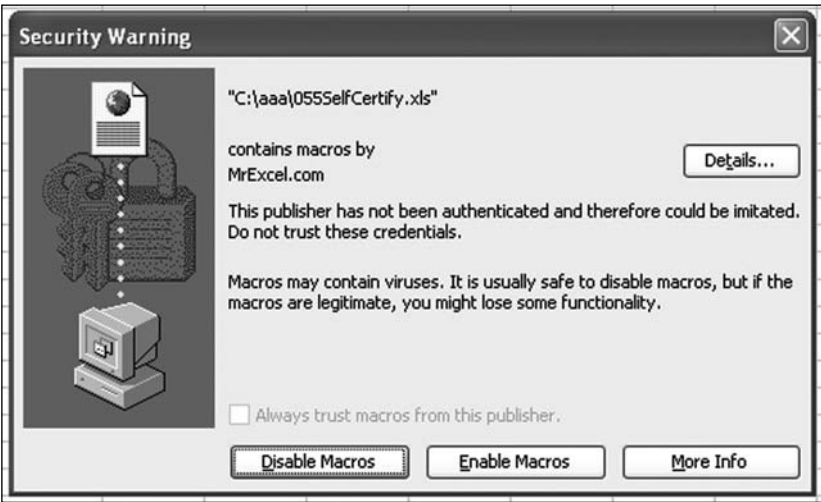 Security Warning
"C:\aaa\055SelfCertify.xls"
contains macros by
MrExcel.com
Details...
This publisher has not been authenticated and therefore could be imitated.
Do not trust these credentials.
Macros may contain viruses. It is usually safe to disable macros, but if the
macros are legitimate, you might lose some functionality.
Always trust macros from this publisher.
Disable Macros
Enable Macros
More Info